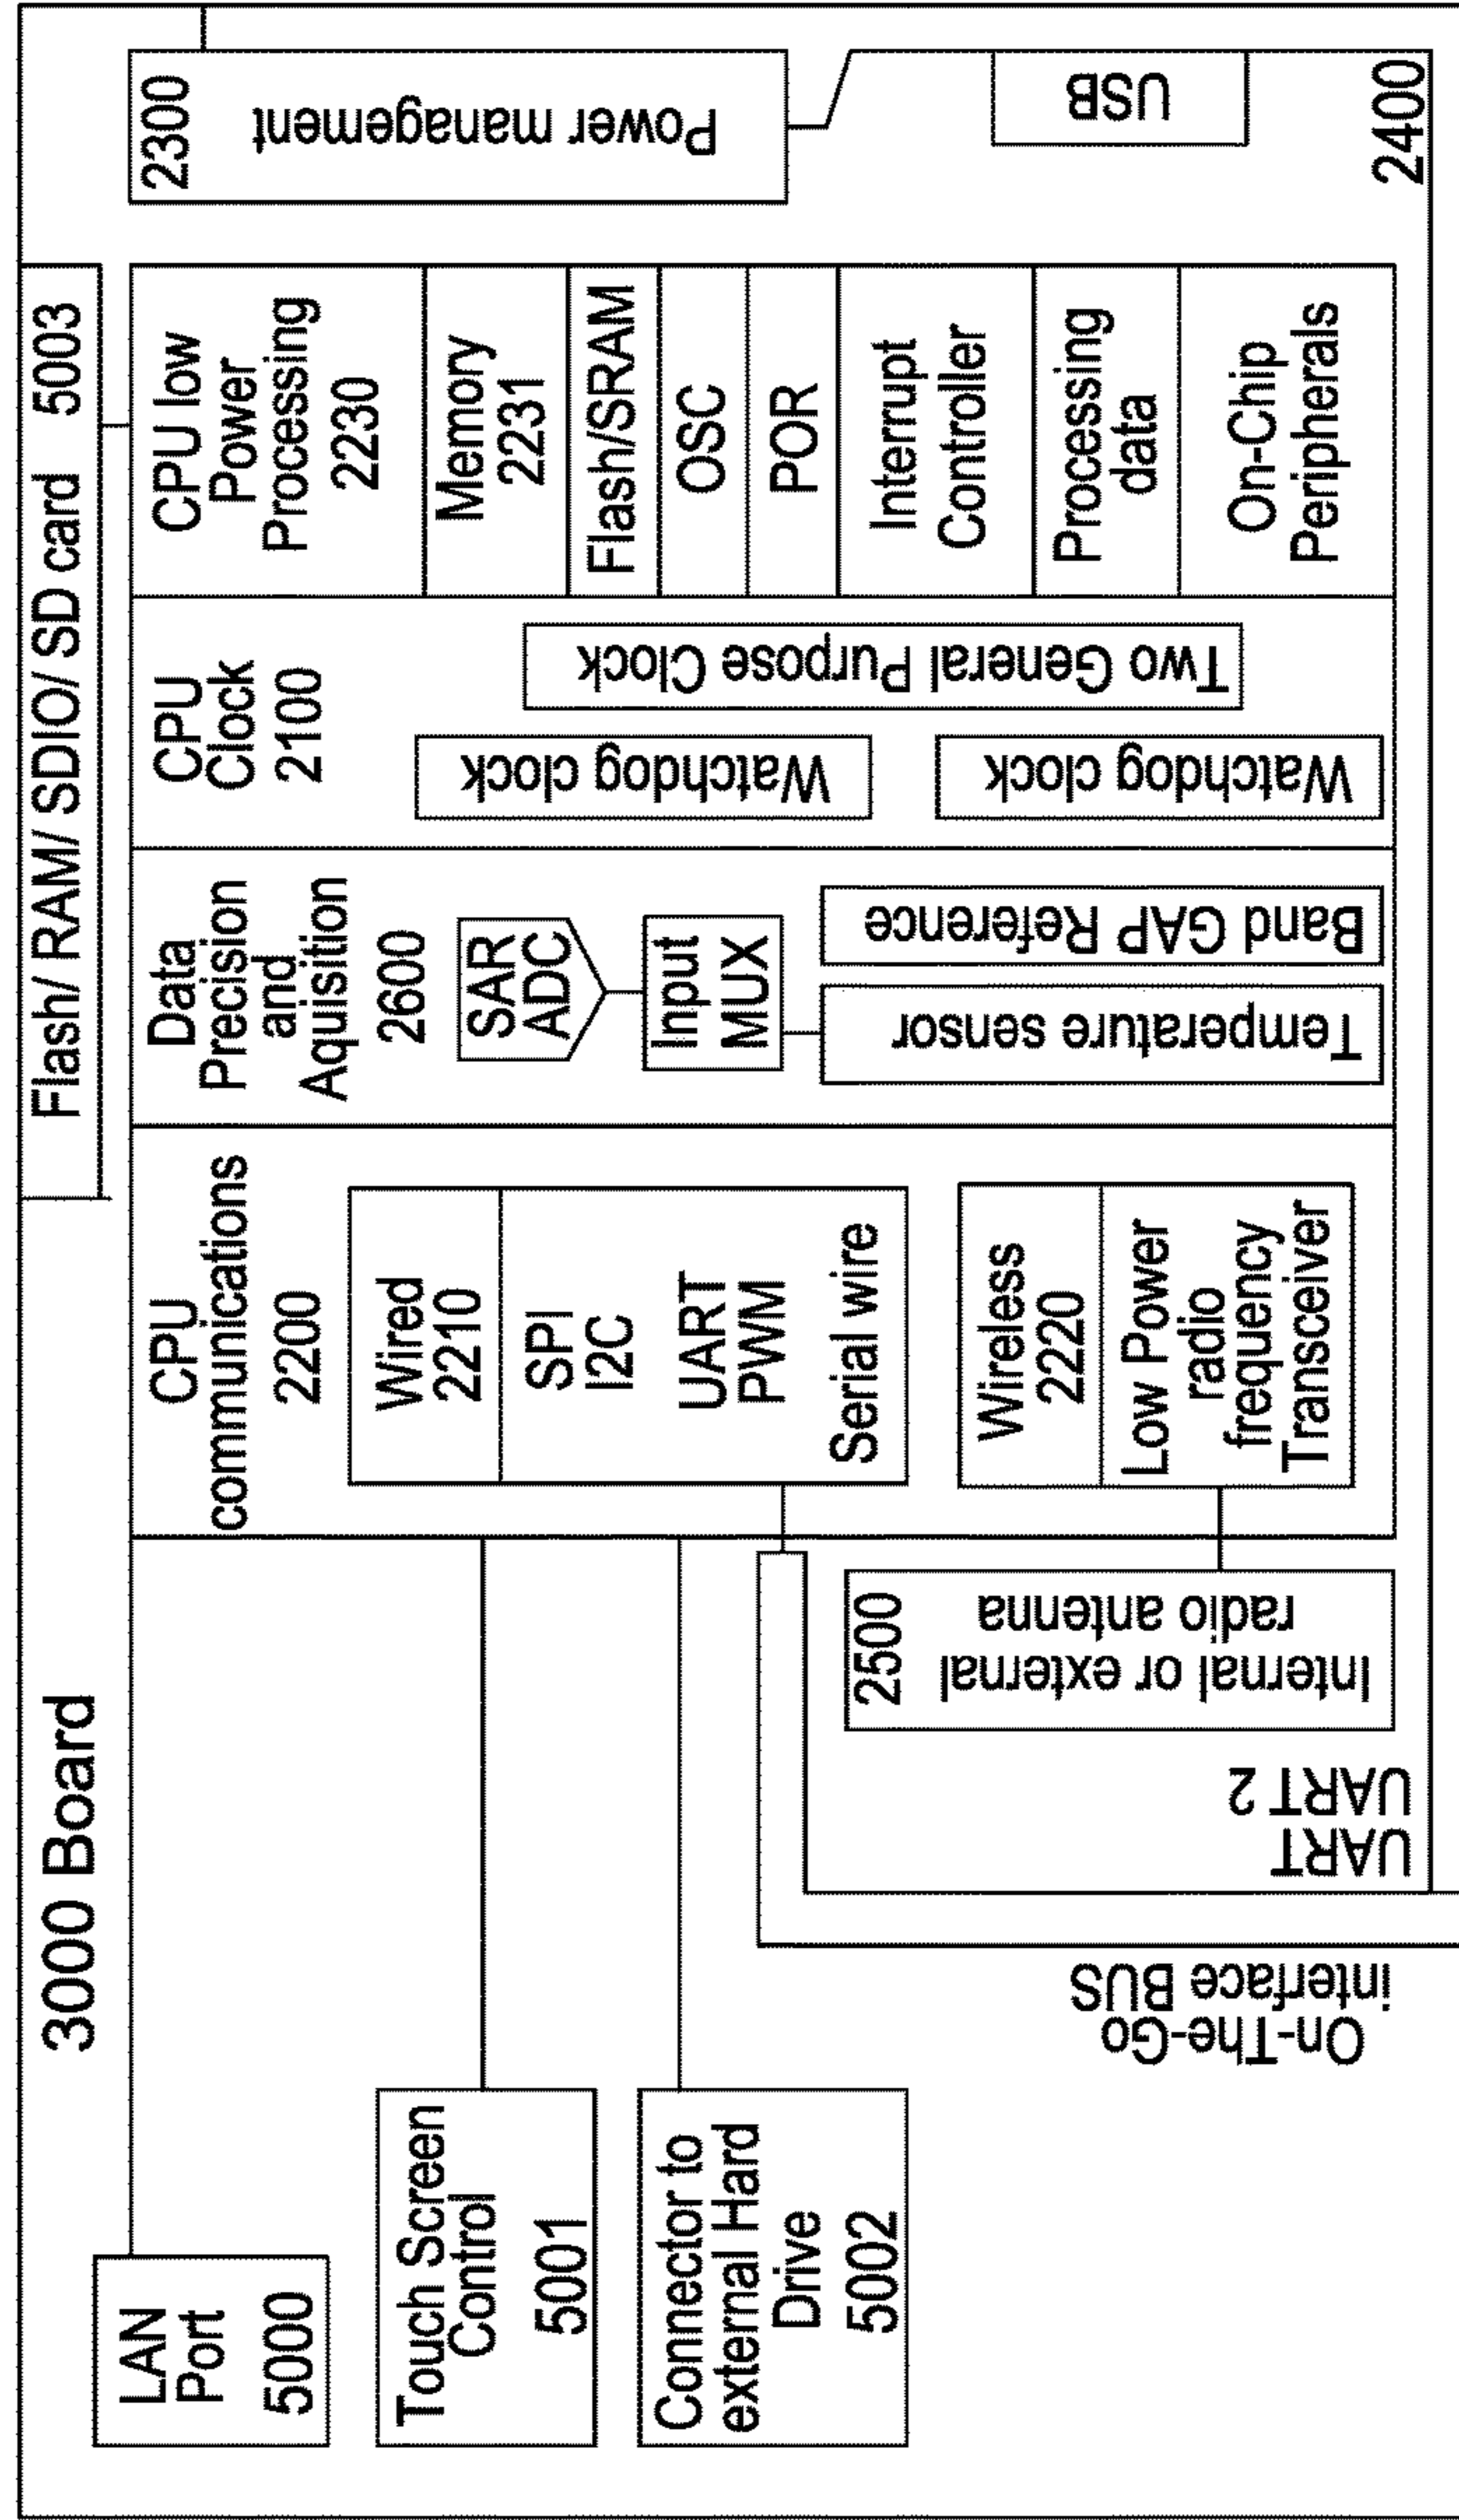 3000 Board
Flash/ RAM/ SDIO/ SD card 5003
LAN
Port
5000
Touch Screen
Control
5001
Connector to
external Hard
Drive
5002
On-The-Go
interface BUS
UART
UART 2
2500
Internal or external
radio antenna
CPU
communications
2200
Wired
2210
SPI
I2C
UART
PWM
Serial wire
Wireless
2220
Low Power
radio
frequency
Transceiver
Data
Precision
and
Aquisition
2600
SAR
ADC
Input
MUX
Temperature sensor
Band GAP Reference
CPU
Clock
2100
Watchdog clock
Watchdog clock
Two General Purpose Clock
CPU low
Power
Processing
2230
Memory
2231
Flash/SRAM
OSC
POR
Interrupt
Controller
Processing
data
On-Chip
Peripherals
2300
Power management
USB
2400